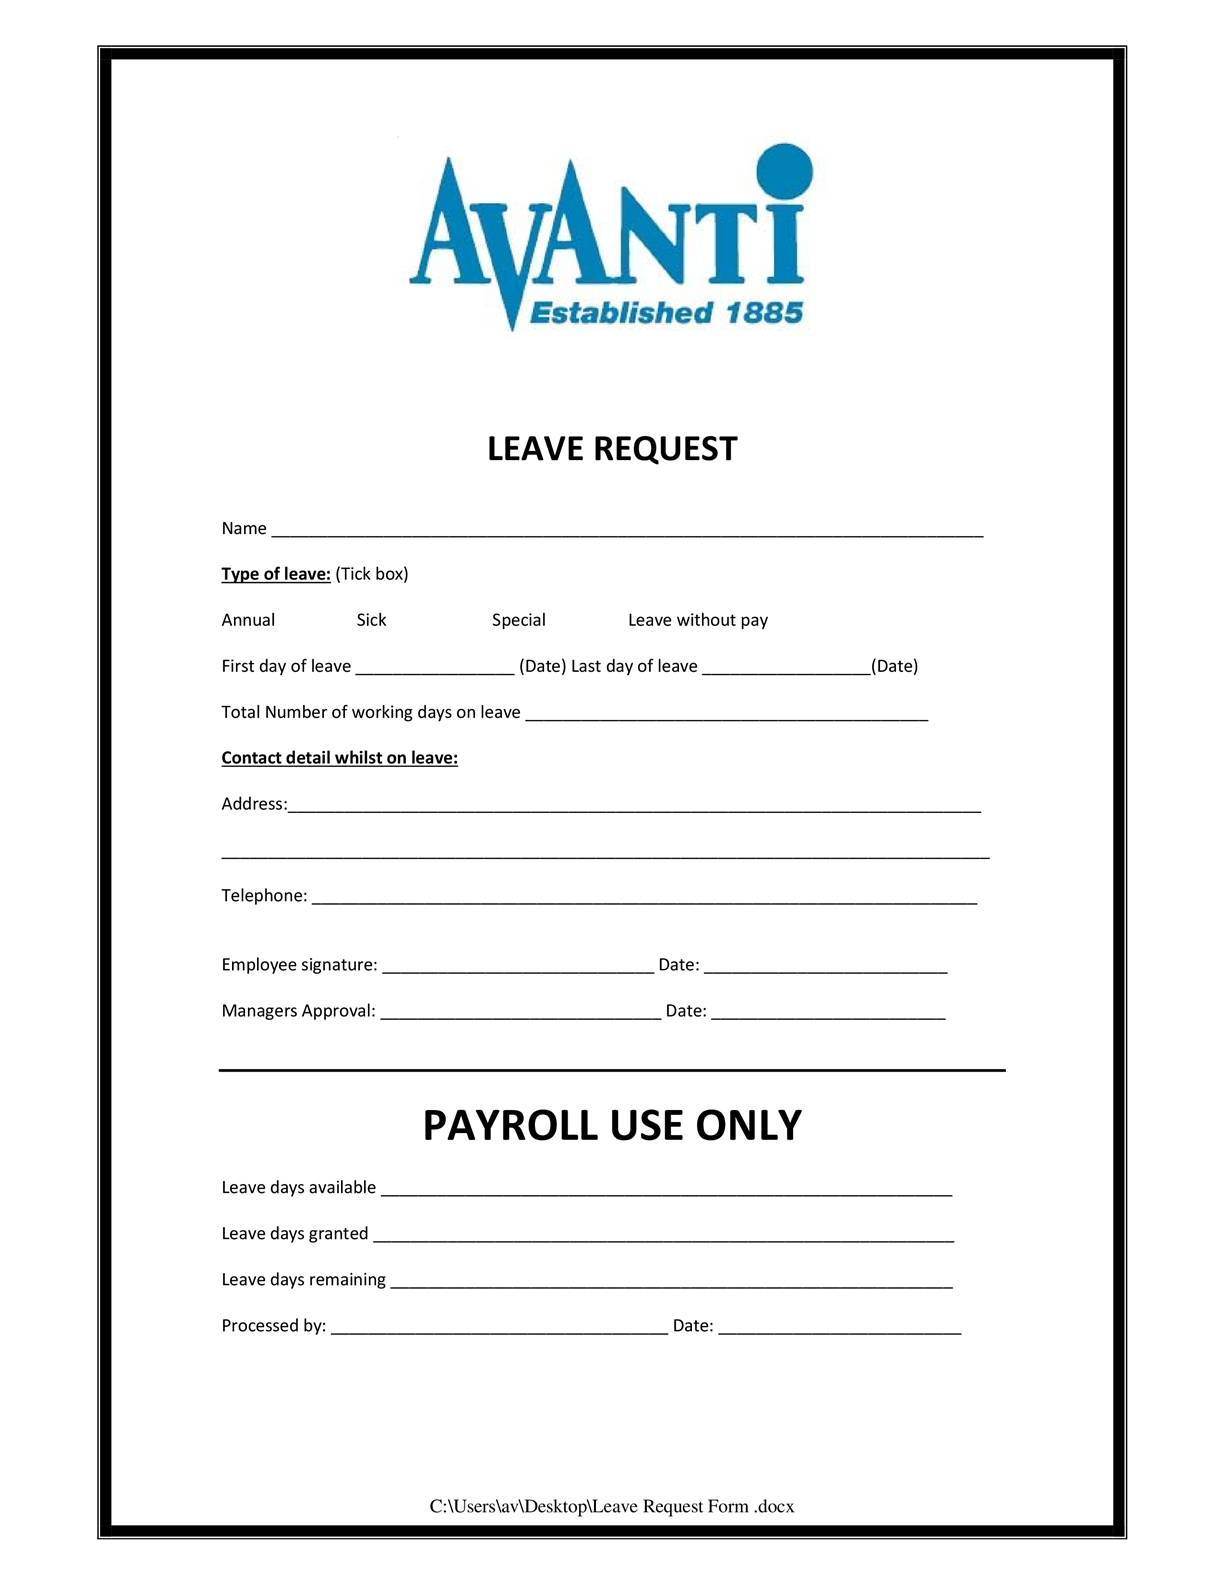 AVANTi
Established 1885
LEAVE REQUEST
Name ____________________________________________________________________________
Type of leave: (Tick box)
Annual Sick Special Leave without pay
First day of leave _________________ (Date) Last day of leave __________________(Date)
Total Number of working days on leave ___________________________________________
Contact detail whilst on leave:
Address:__________________________________________________________________________
__________________________________________________________________________________
Telephone: _______________________________________________________________________
Employee signature: _____________________________ Date: __________________________
Managers Approval: ______________________________ Date: _________________________
PAYROLL USE ONLY
Leave days available _____________________________________________________________
Leave days granted ______________________________________________________________
Leave days remaining ____________________________________________________________
Processed by: ____________________________________ Date: __________________________
C:\Users\av\Desktop\Leave Request Form .docx